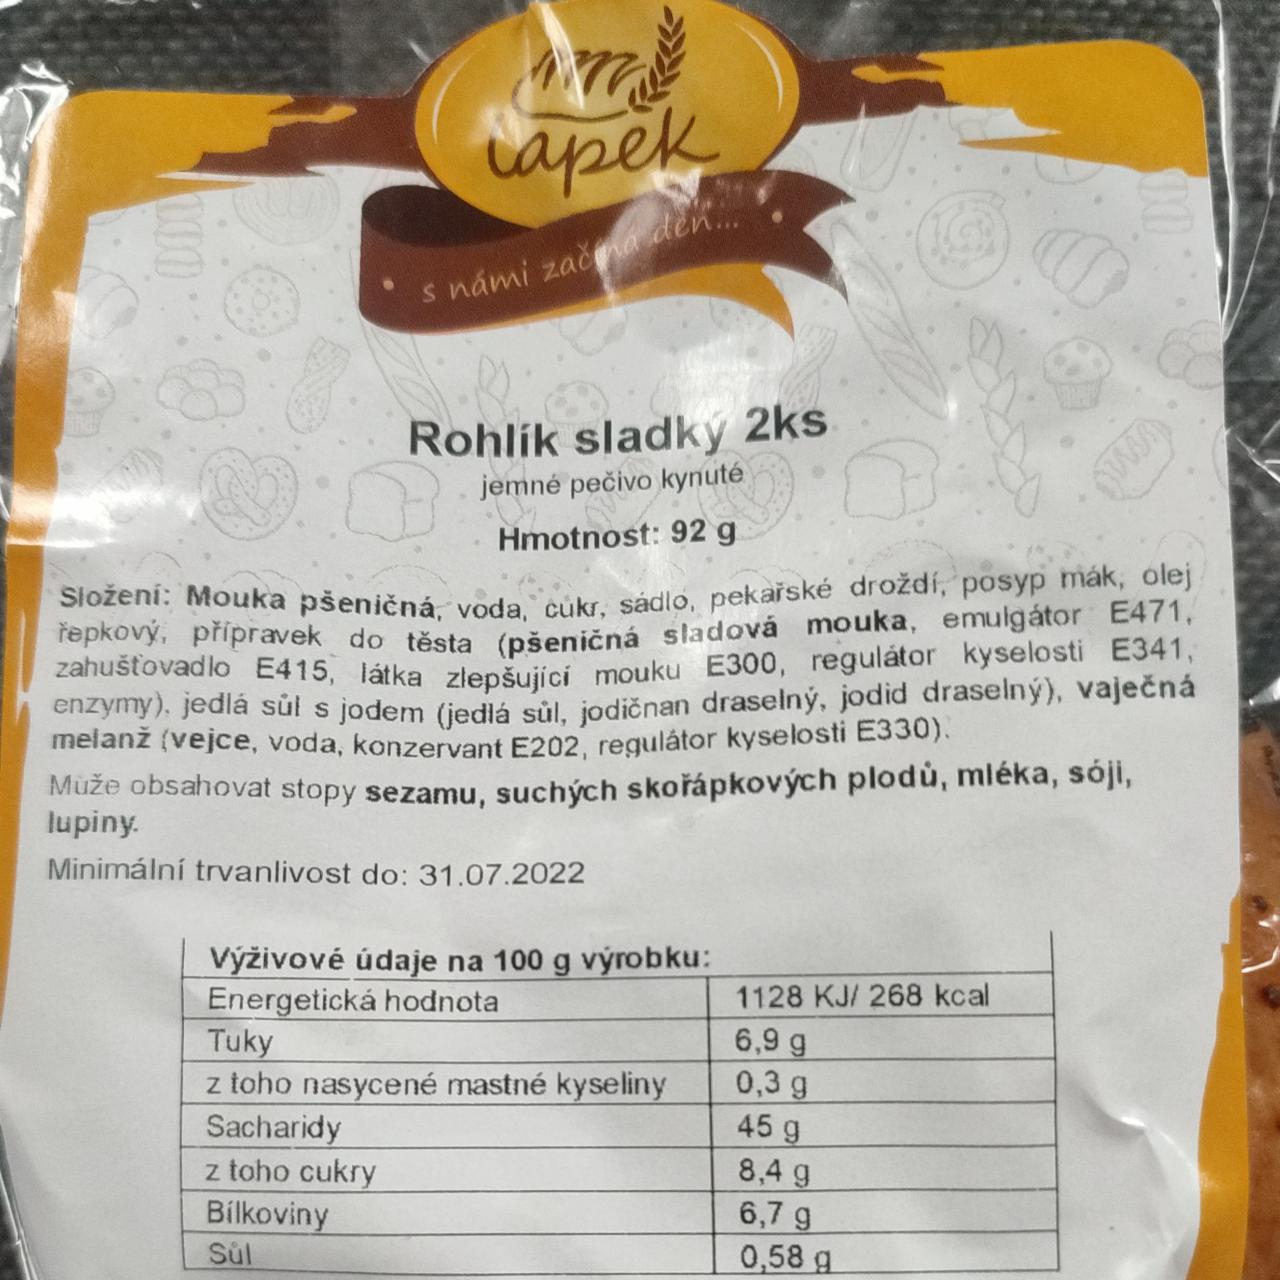 Lapek
s námi začíná den...
Rohlík sladký 2ks
jemné pečivo kynuté
Hmotnost: 92 g
Složení: Mouka pšeničná, voda, cukr, sádlo, pekařské droždí, posyp mák, olej
řepkový, přípravek do těsta (pšeničná sladová mouka, emulgátor E471,
zahušťovadlo E415, látka zlepšující mouku E300, regulátor kyselosti E341,
enzymy), jedlá sůl s jodem (jedlá sůl, jodičnan draselný, jodid draselný), vaječná
melanž (vejce, voda, konzervant E202, regulátor kyselosti E330).
Může obsahovat stopy sezamu, suchých skořápkových plodů, mléka, sóji,
lupiny.
Minimální trvanlivost do: 31.07.2022
Výživové údaje na 100 g výrobku:
Energetická hodnota 1128 KJ/ 268 kcal
Tuky 6,9 g
z toho nasycené mastné kyseliny 0,3 g
Sacharidy 45 g
z toho cukry 8,4 g
Bílkoviny 6,7 g
Sůl 0,58 g